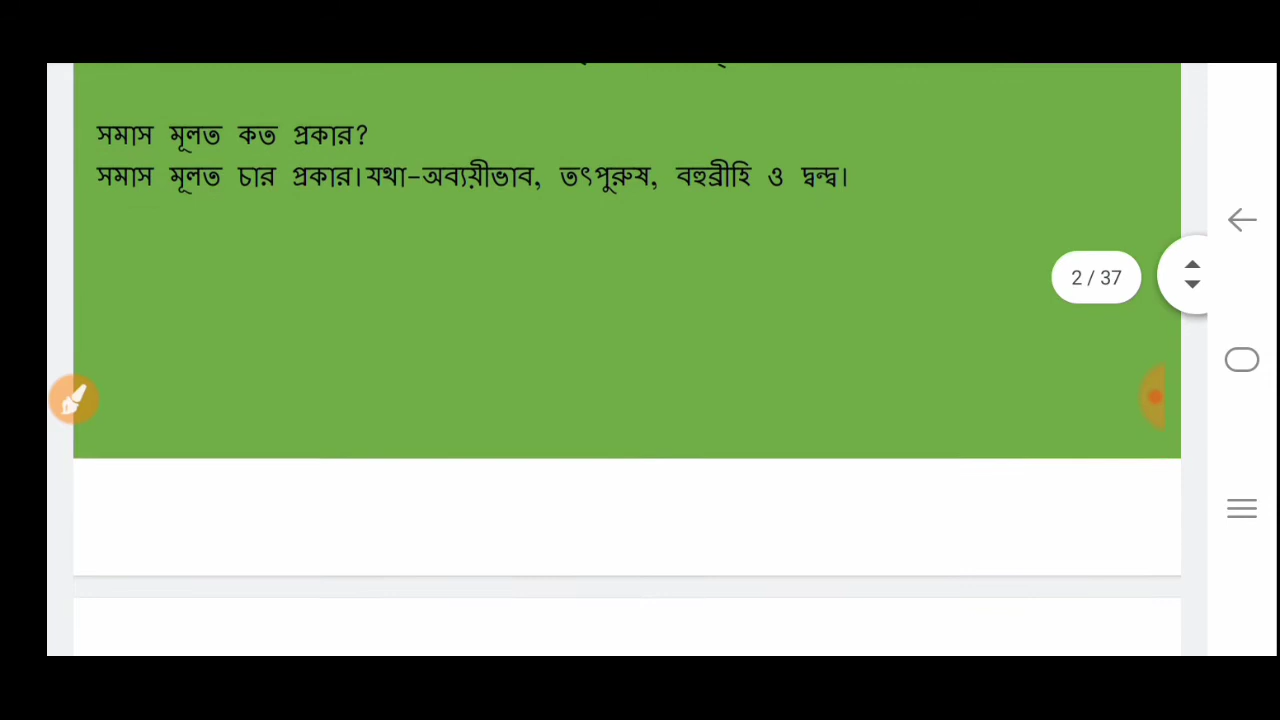 সমাস মূলত কত প্রকার?
সমাস মূলত চার প্রকার। যথা-অব্যয়ীভাব, তৎপুরুষ, বহুব্রীহি ও দ্বন্দ্ব।
2 / 37